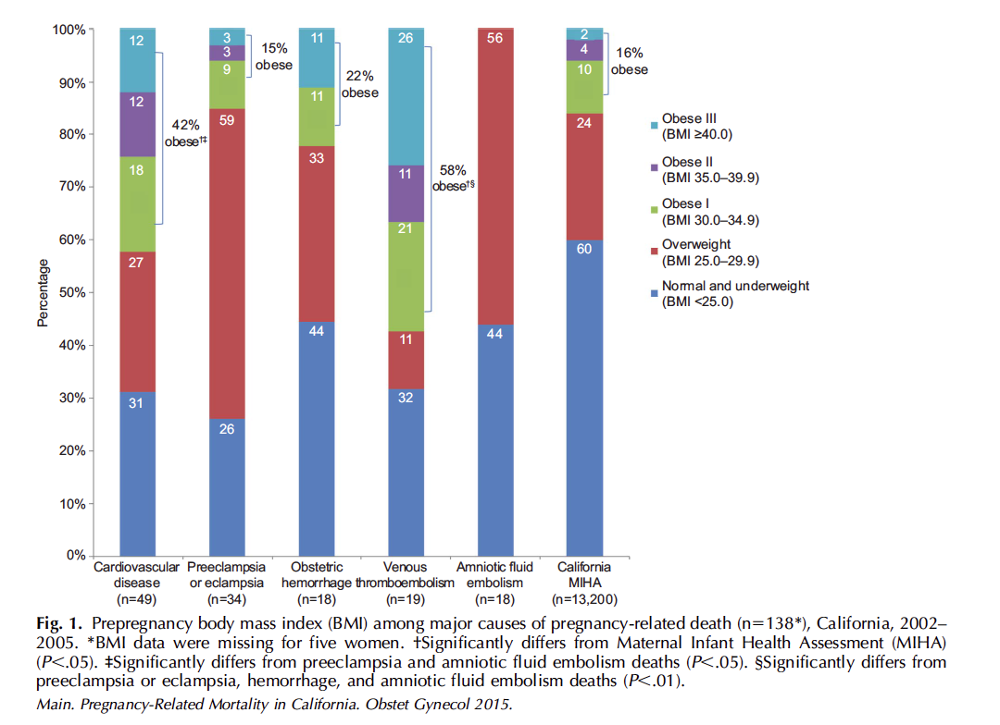 100%
90%
80%
70%
60%
50%
40%
30%
20%
10%
0%
Percentage
12
12
18
27
31
42%
obese†‡
3
3
9
59
26
15%
obese
11
11
33
44
22%
obese
26
11
21
11
32
58%
obese†§
56
44
2
4
10
24
60
16%
obese
Obese III
(BMI ≥40.0)
Obese II
(BMI 35.0–39.9)
Obese I
(BMI 30.0–34.9)
Overweight
(BMI 25.0–29.9)
Normal and underweight
(BMI <25.0)
Cardiovascular
disease
(n=49)
Preeclampsia
or eclampsia
(n=34)
Obstetric
hemorrhage
(n=18)
Venous
thromboembolism
(n=19)
Amniotic fluid
embolism
(n=18)
California
MIHA
(n=13,200)
Fig. 1. Prepregnancy body mass index (BMI) among major causes of pregnancy-related death (n=138*), California, 2002–
2005. *BMI data were missing for five women. †Significantly differs from Maternal Infant Health Assessment (MIHA)
(P<.05). ‡Significantly differs from preeclampsia and amniotic fluid embolism deaths (P<.05). §Significantly differs from
preeclampsia or eclampsia, hemorrhage, and amniotic fluid embolism deaths (P<.01).
Main. Pregnancy-Related Mortality in California. Obstet Gynecol 2015.